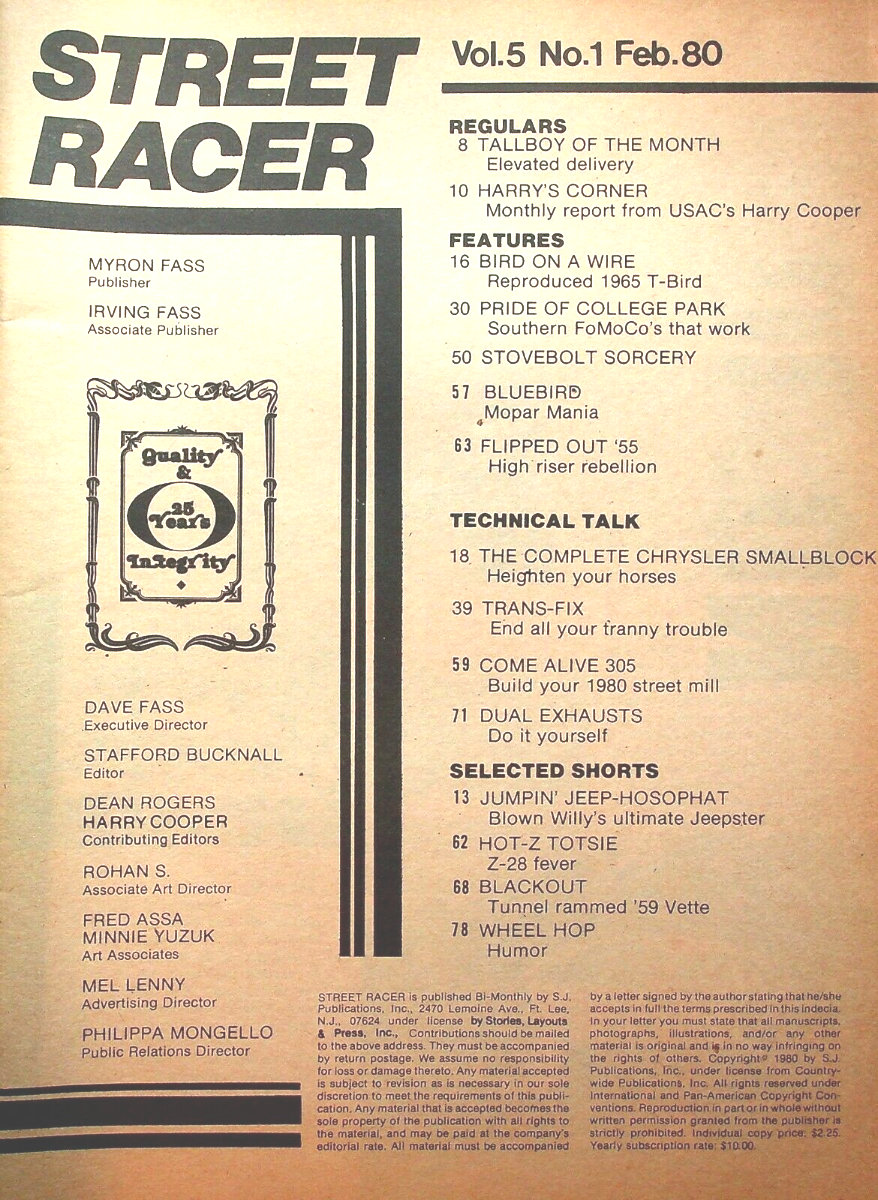 STREET
RACER
Vol.5 No.1 Feb.80
MYRON FASS
Publisher
IRVING FASS
Associate Publisher
Quality
&
25
Years
Integrity
DAVE FASS
Executive Director
STAFFORD BUCKNALL
Editor
DEAN ROGERS
HARRY COOPER
Contributing Editors
ROHAN S.
Associate Art Director
FRED ASSA
MINNIE YUZUK
Art Associates
MEL LENNY
Advertising Director
PHILIPPA MONGELLO
Public Relations Director
REGULARS
8 TALLBOY OF THE MONTH
Elevated delivery
10 HARRY'S CORNER
Monthly report from USAC's Harry Cooper
FEATURES
16 BIRD ON A WIRE
Reproduced 1965 T-Bird
30 PRIDE OF COLLEGE PARK
Southern FoMoCo's that work
50 STOVEBOLT SORCERY
57 BLUEBIRD
Mopar Mania
63 FLIPPED OUT '55
High riser rebellion
TECHNICAL TALK
18 THE COMPLETE CHRYSLER SMALLBLOCK
Heighten your horses
39 TRANS-FIX
End all your tranny trouble
59 COME ALIVE 305
Build your 1980 street mill
71 DUAL EXHAUSTS
Do it yourself
SELECTED SHORTS
13 JUMPIN' JEEP-HOSOPHAT
Blown Willy's ultimate Jeepster
62 HOT-Z TOTSIE
Z-28 fever
68 BLACKOUT
Tunnel rammed '59 Vette
78 WHEEL HOP
Humor
STREET RACER is published Bi-Monthly by S.J.
Publications, Inc., 2470 Lemoine Ave., Ft. Lee,
N.J., 07624 under license by Stories, Layouts
& Press, Inc., Contributions should be mailed
to the above address. They must be accompanied
by return postage. We assume no responsibility
for loss or damage thereto. Any material accepted
is subject to revision as is necessary in our sole
discretion to meet the requirements of this publi-
cation. Any material that is accepted becomes the
sole property of the publication with all rights to
the material, and may be paid at the company's
editorial rate. All material must be accompanied
by a letter signed by the author stating that he/she
accepts in full the terms prescribed in this indecia.
In your letter you must state that all manuscripts,
photographs, illustrations, and/or any other
material is original and is in no way infringing on
the rights of others. Copyright© 1980 by S.J.
Publications, Inc., under license from Country-
wide Publications, Inc. All rights reserved under
International and Pan-American Copyright Con-
ventions. Reproduction in part or in whole without
written permission granted from the publisher is
strictly prohibited. Individual copy price: $2.25.
Yearly subscription rate: $10.00.